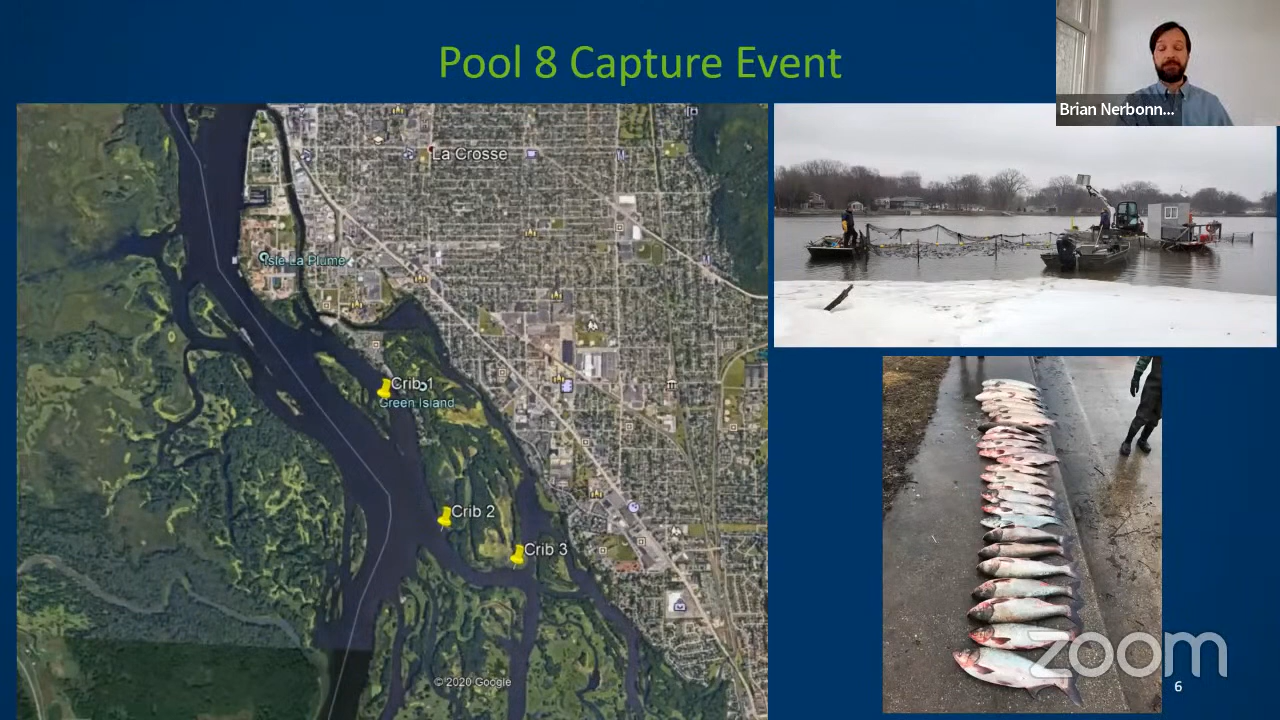 Pool 8 Capture Event
Brian Nerbonn...
La Crosse
Isle La Plume
Crib 1
Green Island
Crib 2
Crib 3
©2020 Google
zoom
6